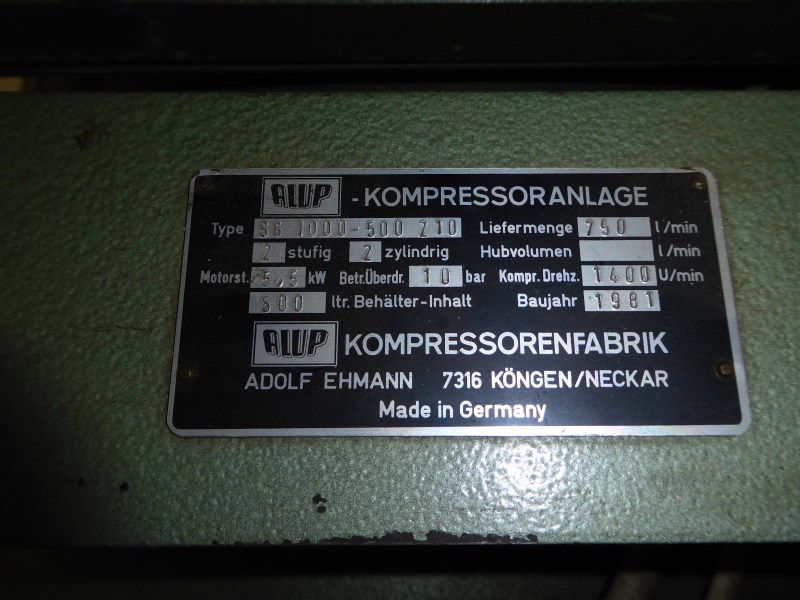 ALUP -KOMPRESSORANLAGE
Type SG 1000-500 Z10 Liefermenge 750 l/min
2 stufig 2 zylindrig Hubvolumen l/min
Motorst. 5,5 kW Betr.Überdr. 10 bar Kompr. Drehz. 1400 U/min
500 ltr. Behälter-Inhalt Baujahr 1981
ALUP KOMPRESSORENFABRIK
ADOLF EHMANN 7316 KÖNGEN/NECKAR
Made in Germany